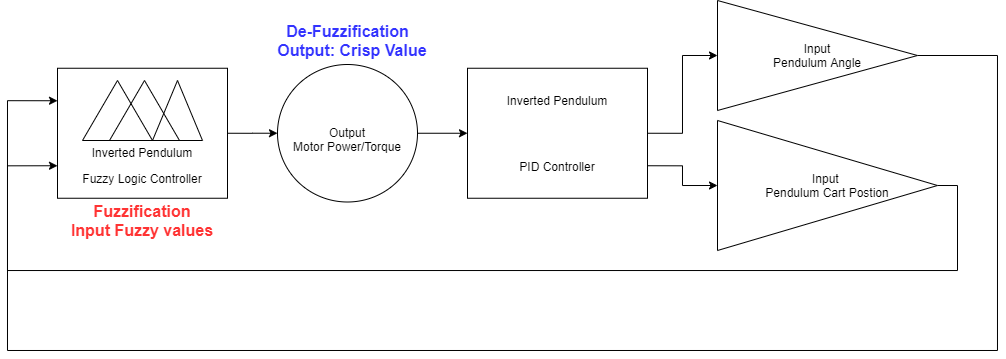 De-Fuzzification
Output: Crisp Value
Input
Pendulum Angle
Inverted Pendulum
Output
Motor Power/Torque
Inverted Pendulum
Fuzzy Logic Controller
PID Controller
Input
Pendulum Cart Postion
Fuzzification
Input Fuzzy values